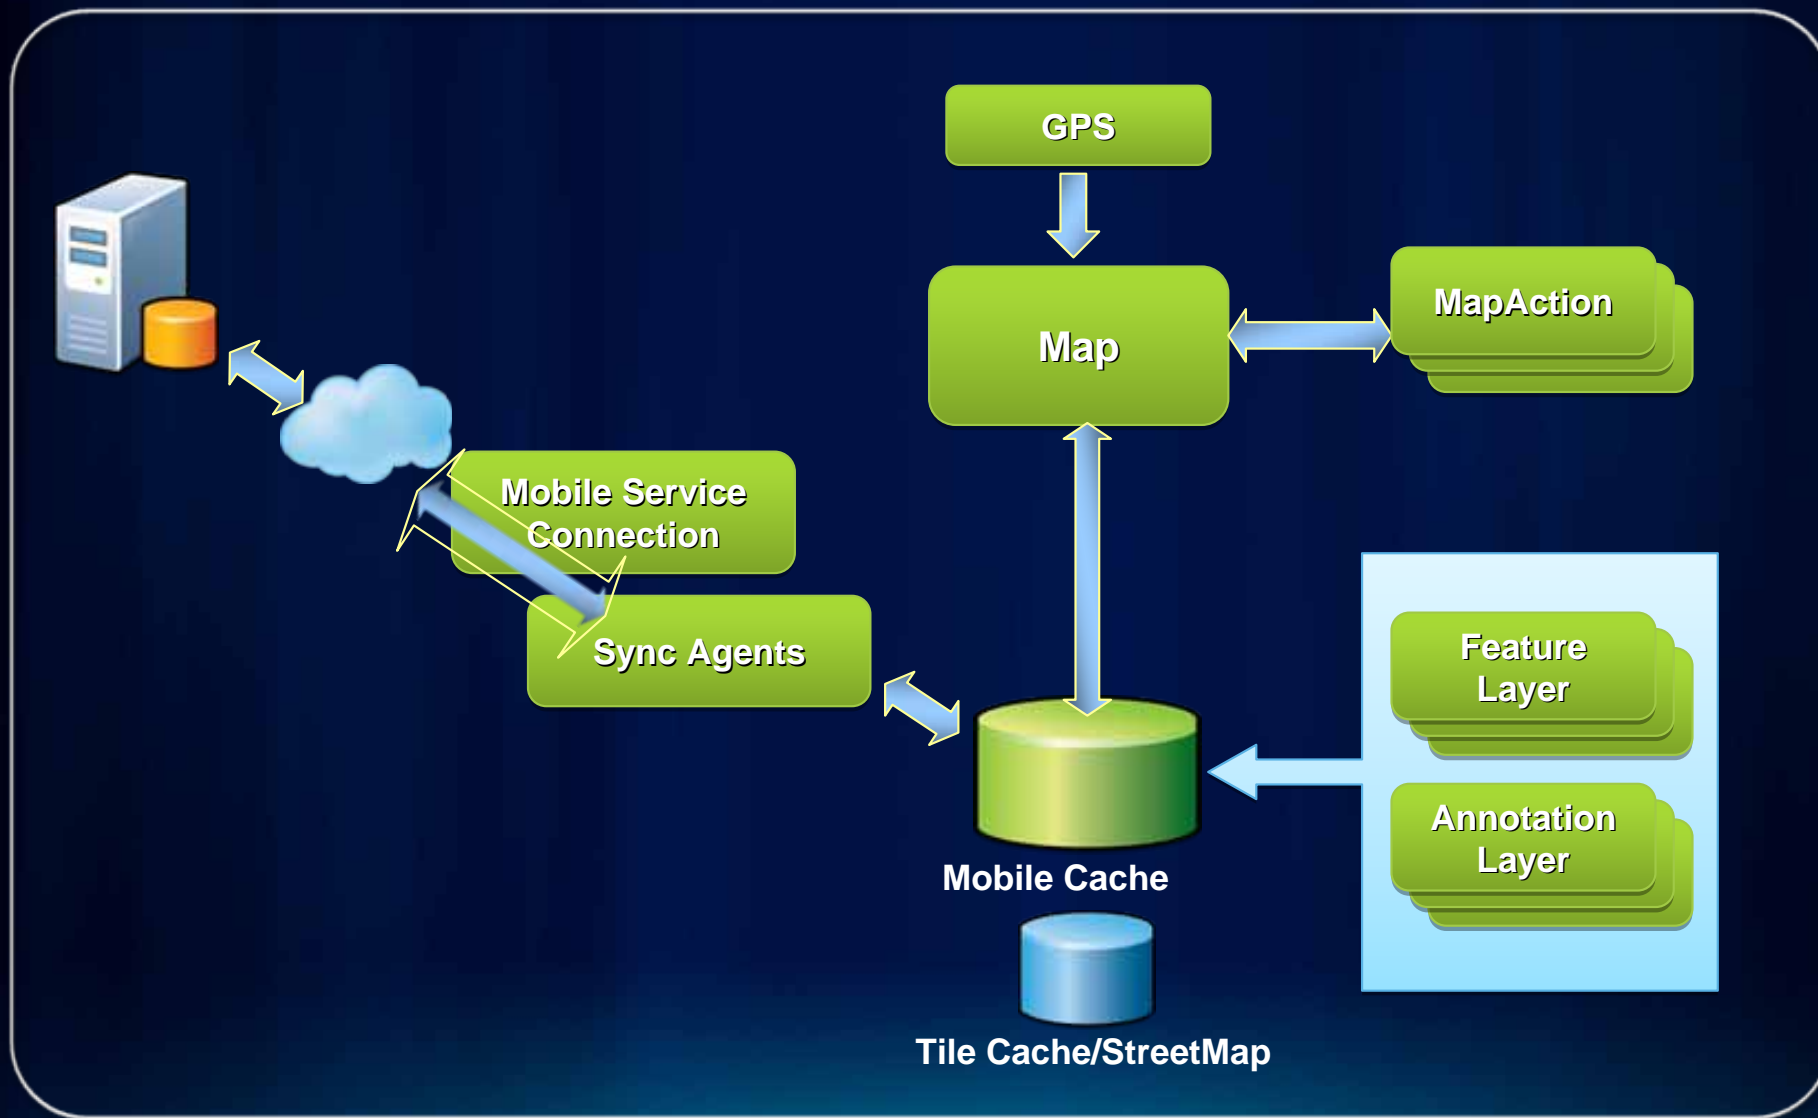 GPS
Map
MapAction
Mobile Service
Connection
Sync Agents
Feature
Layer
Annotation
Layer
Mobile Cache
Tile Cache/StreetMap